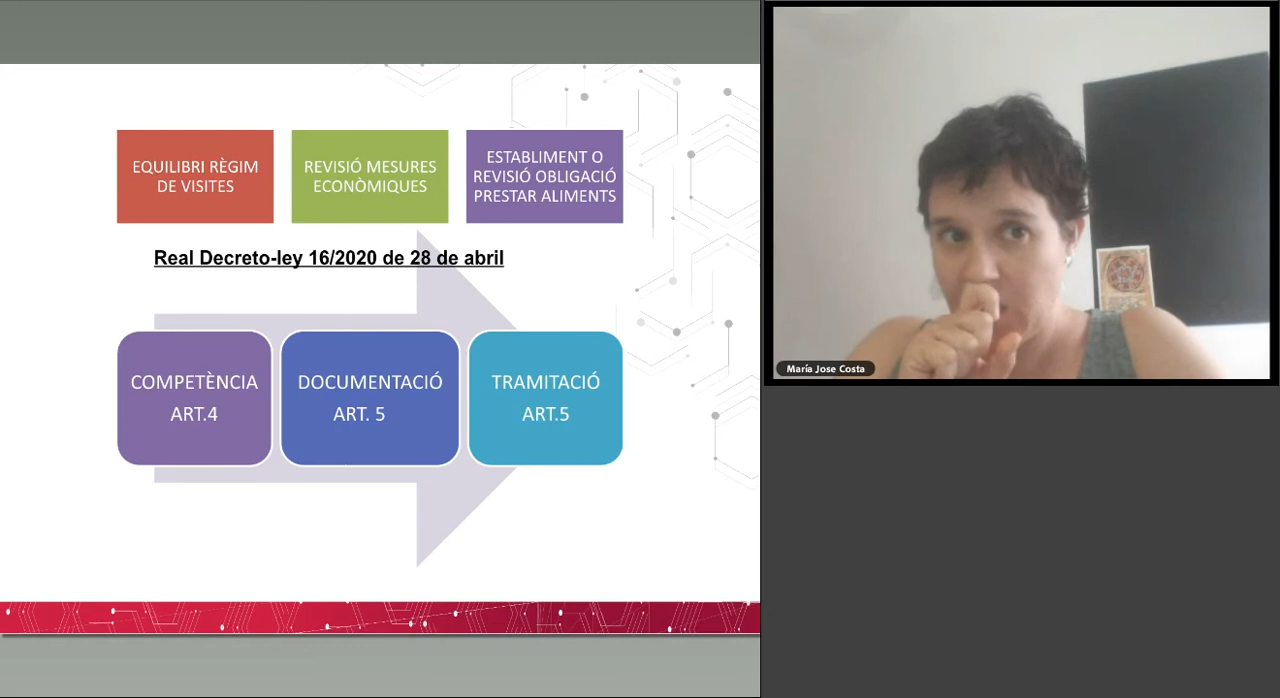 EQUILIBRI RÈGIM
DE VISITES
REVISIÓ MESURES
ECONÒMIQUES
ESTABLIMENT O
REVISIÓ OBLIGACIÓ
PRESTAR ALIMENTS
Real Decreto-ley 16/2020 de 28 de abril
COMPETÈNCIA
ART.4
DOCUMENTACIÓ
ART. 5
TRAMITACIÓ
ART.5
María Jose Costa